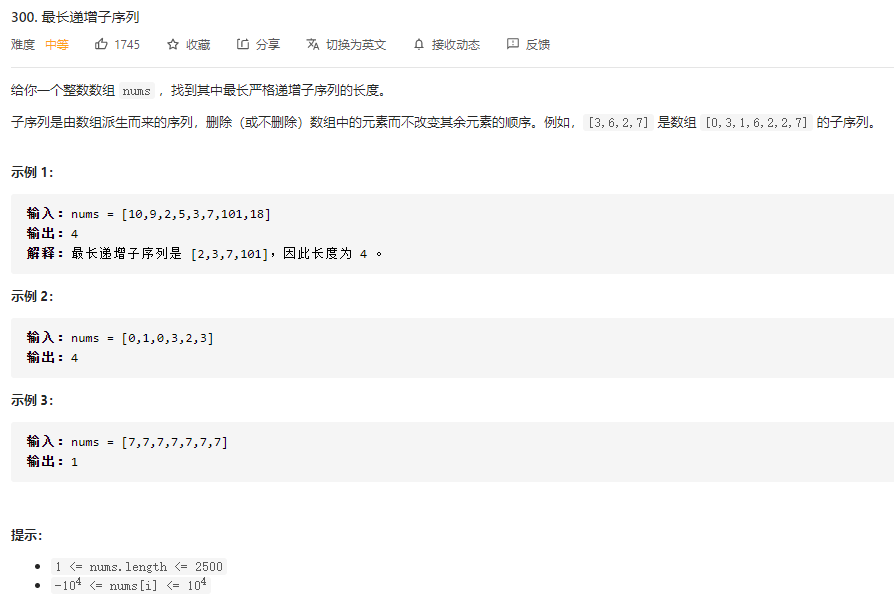 300. 最长递增子序列
难度 中等 1745 收藏 分享 切换为英文 接收动态 反馈
给你一个整数数组 nums ，找到其中最长严格递增子序列的长度。
子序列是由数组派生而来的序列，删除（或不删除）数组中的元素而不改变其余元素的顺序。例如，[3,6,2,7] 是数组 [0,3,1,6,2,2,7] 的子序列。
示例 1：
输入：nums = [10,9,2,5,3,7,101,18]
输出：4
解释：最长递增子序列是 [2,3,7,101]，因此长度为 4 。
示例 2：
输入：nums = [0,1,0,3,2,3]
输出：4
示例 3：
输入：nums = [7,7,7,7,7,7,7]
输出：1
提示：
1 <= nums.length <= 2500
-10⁴ <= nums[i] <= 10⁴